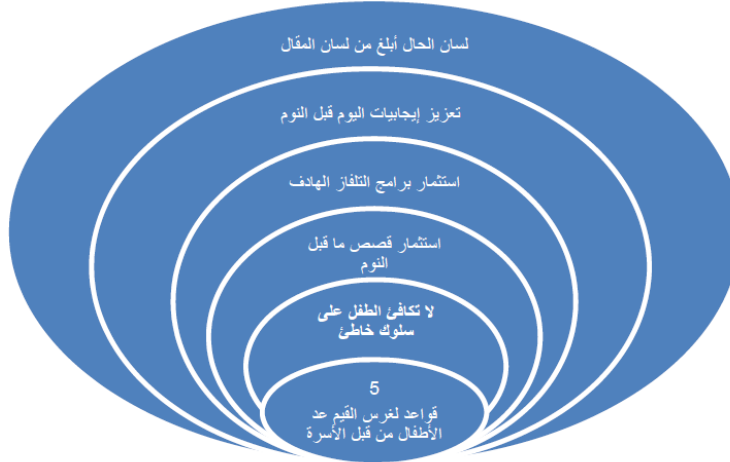 لسان الحال أبلغ من لسان المقال
تعزيز إيجابيات اليوم قبل النوم
استثمار برامج التلفاز الهادف
استثمار قصص ما قبل
النوم
لا تكافئ الطفل على
سلوك خاطئ
5
قواعد لغرس القيم عد
الأطفال من قبل الأسرة